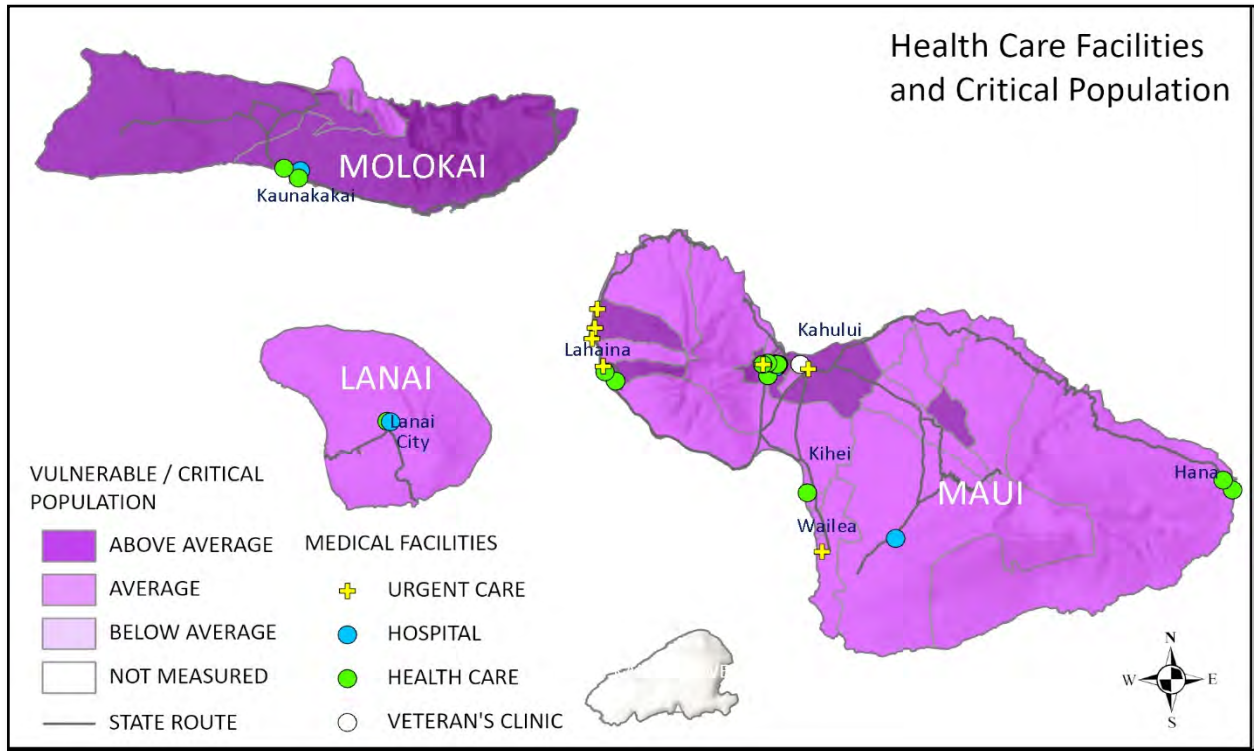 Health Care Facilities
and Critical Population
MOLOKAI
Kaunakakai
Kahului
Lahaina
LANAI
Lanai
City
Kihei
Hana
MAUI
Wailea
VULNERABLE / CRITICAL
POPULATION
ABOVE AVERAGE
AVERAGE
BELOW AVERAGE
NOT MEASURED
STATE ROUTE
MEDICAL FACILITIES
URGENT CARE
HOSPITAL
HEALTH CARE
VETERAN'S CLINIC
N
W
E
S